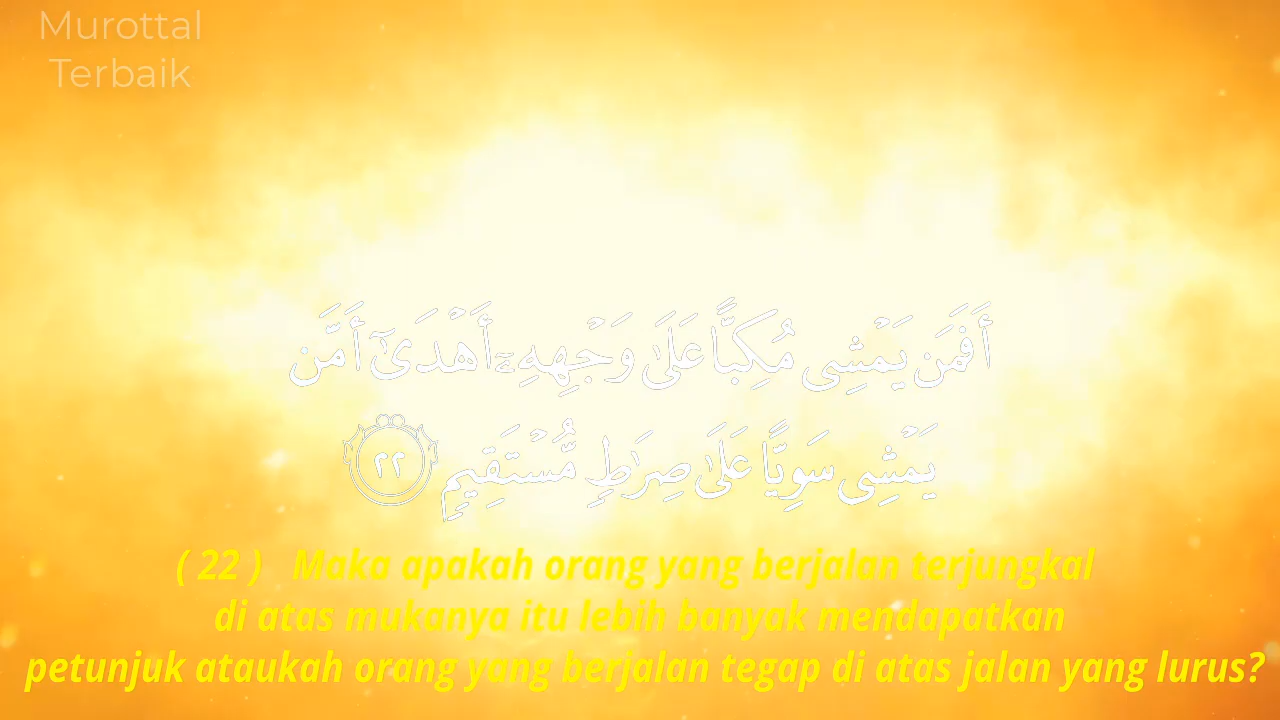 Murottal
Terbaik
أَفَمَن يَمْشِى مُكِبًّا عَلَىٰ وَجْهِهِۦٓ أَهْدَىٰٓ أَمَّن
يَمْشِى سَوِيًّا عَلَىٰ صِرَٰطٍ مُّسْتَقِيمٍ ٢٢
( 22 ) Maka apakah orang yang berjalan terjungkal
di atas mukanya itu lebih banyak mendapatkan
petunjuk ataukah orang yang berjalan tegap di atas jalan yang lurus?